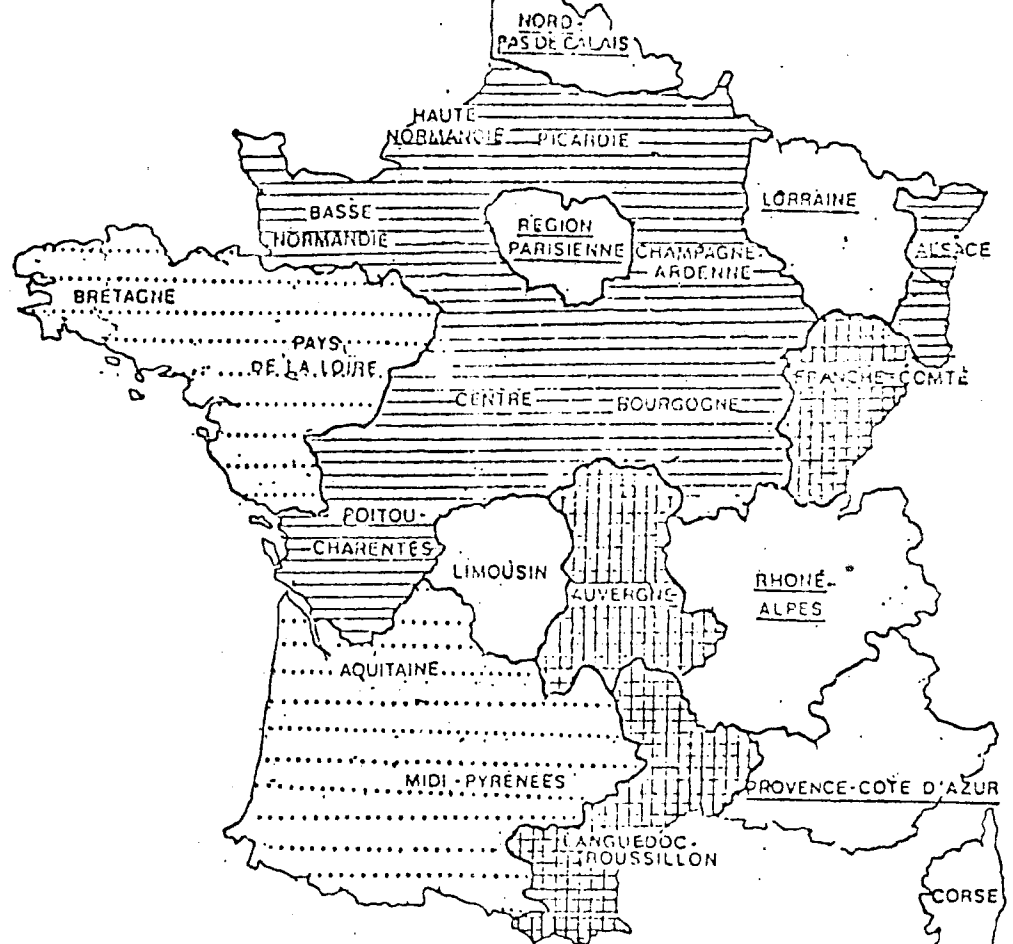 NORD-
PAS DE CALAIS
HAUTE
NORMANDIE
PICARDIE
LORRAINE
BASSE
NORMANDIE
REGION
PARISIENNE
CHAMPAGNE-
ARDENNE
ALSACE
BRETAGNE
PAYS
DE LA LOIRE
FRANCHE-COMTÉ
CENTRE
BOURGOGNE
POITOU-
CHARENTES
LIMOUSIN
AUVERGNE
RHONE-
ALPES
AQUITAINE
MIDI-PYRENEES
PROVENCE-COTE D'AZUR
LANGUEDOC-
ROUSSILLON
CORSE